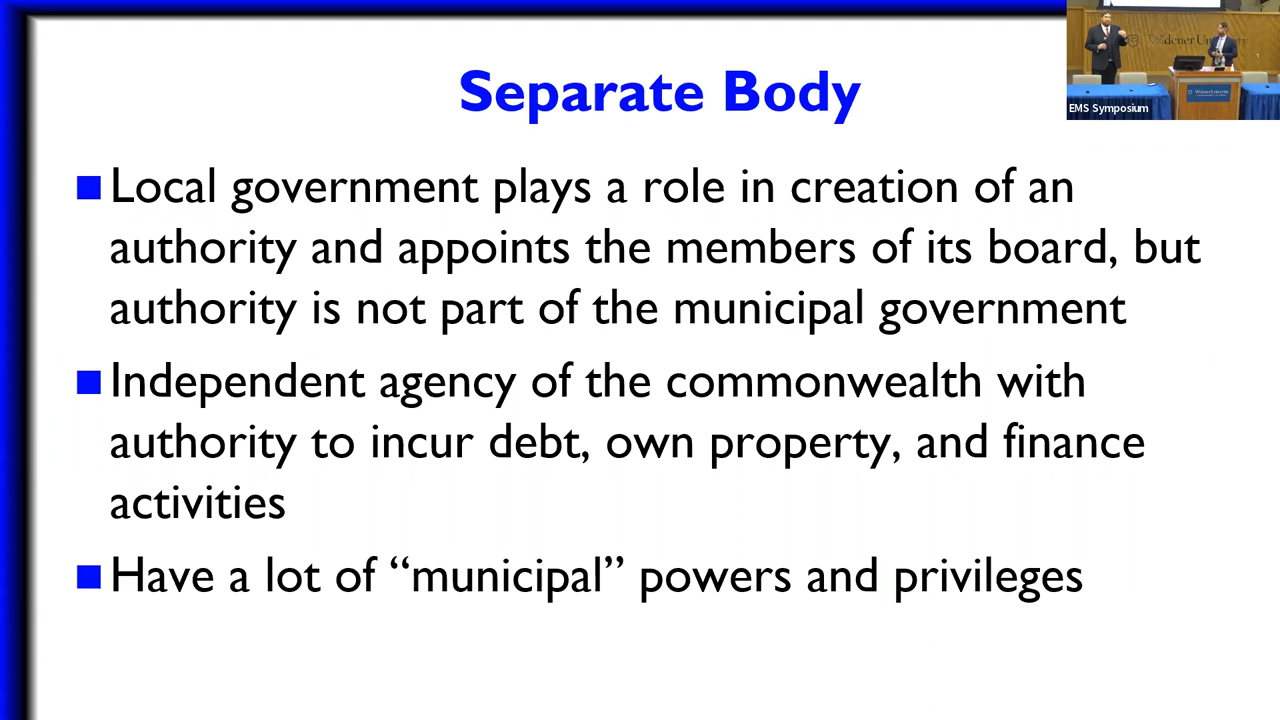 Separate Body
Local government plays a role in creation of an
authority and appoints the members of its board, but
authority is not part of the municipal government
Independent agency of the commonwealth with
authority to incur debt, own property, and finance
activities
Have a lot of “municipal” powers and privileges
Widener University
EMS Symposium